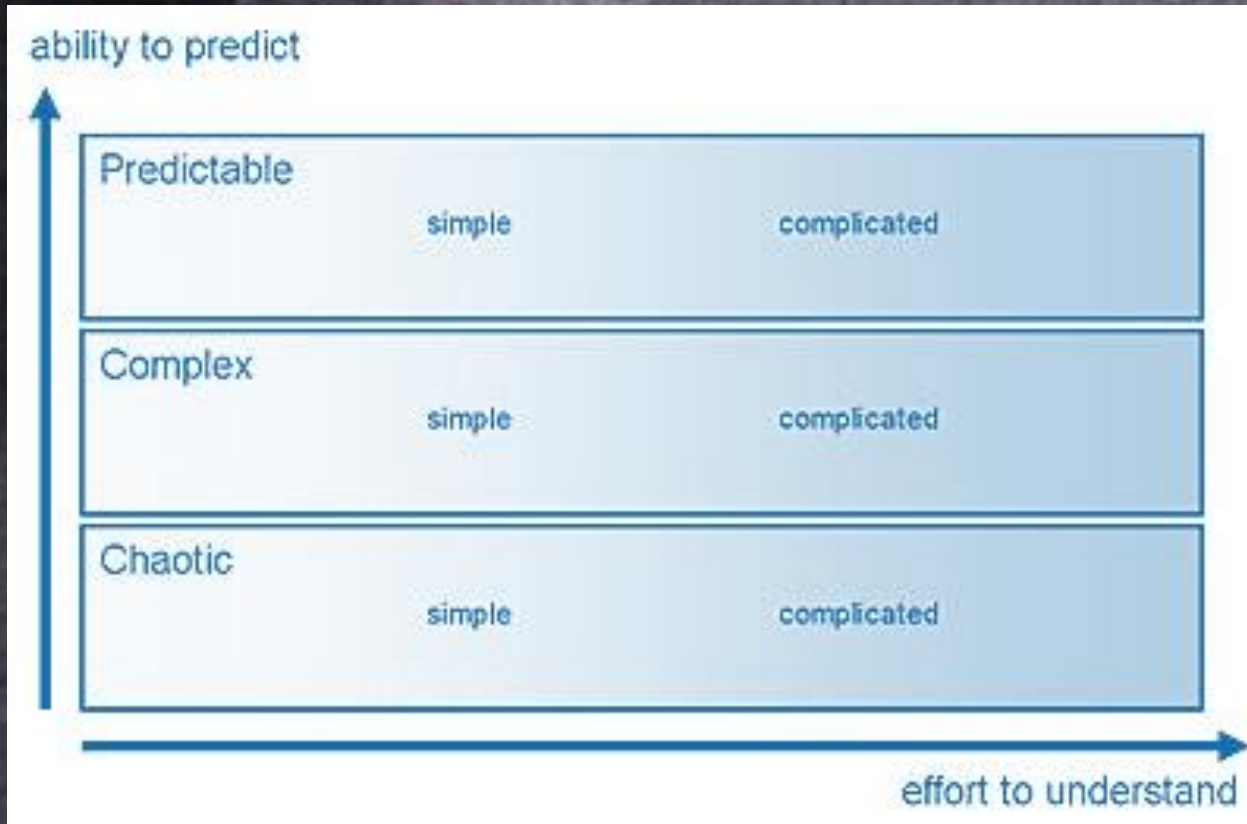 ability to predict
Predictable
simple complicated
Complex
simple complicated
Chaotic
simple complicated
effort to understand